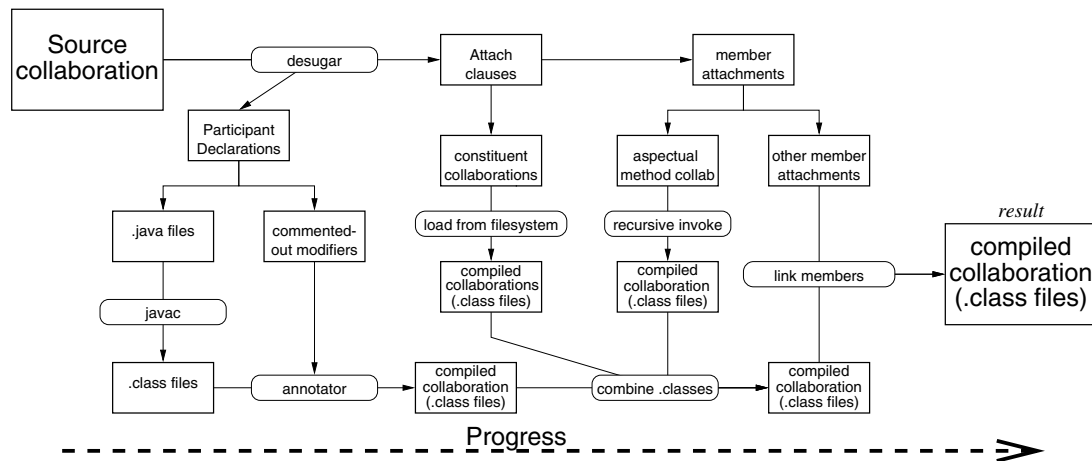 Source
collaboration
desugar
Attach
clauses
member
attachments
Participant
Declarations
constituent
collaborations
aspectual
method collab
other member
attachments
.java files
commented-
out modifiers
load from filesystem
recursive invoke
result
compiled
collaboration
(.class files)
link members
compiled
collaborations
(.class files)
compiled
collaboration
(.class files)
javac
.class files
annotator
compiled
collaboration
(.class files)
combine .classes
compiled
collaboration
(.class files)
Progress